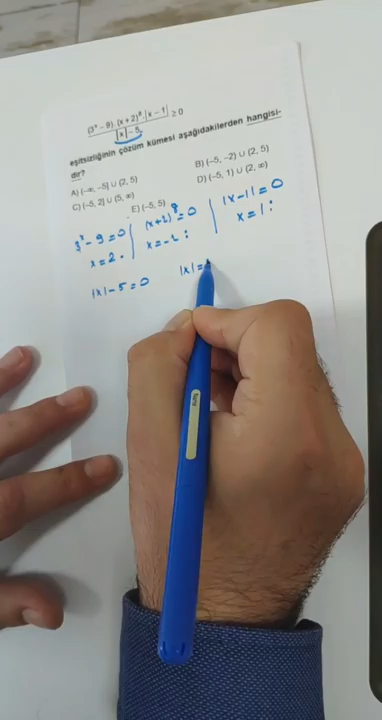 (3ˣ – 9).(x + 2)⁸.|x – 1|
|x| – 5
≥ 0
eşitsizliğinin çözüm kümesi aşağıdakilerden hangisi-
dir?
A) (–∞, –5] ∪ (2, 5)
B) (–5, –2) ∪ (2, 5)
C) (–5, 2] ∪ (5, ∞)
D) (–5, 1) ∪ (2, ∞)
E) (–5, 5)
3ˣ – 9 = 0
(x+2)⁸ = 0
|x – 1| = 0
x = 2 .
x = –2 :
x = 1 :
|x| – 5 = 0
|x| =